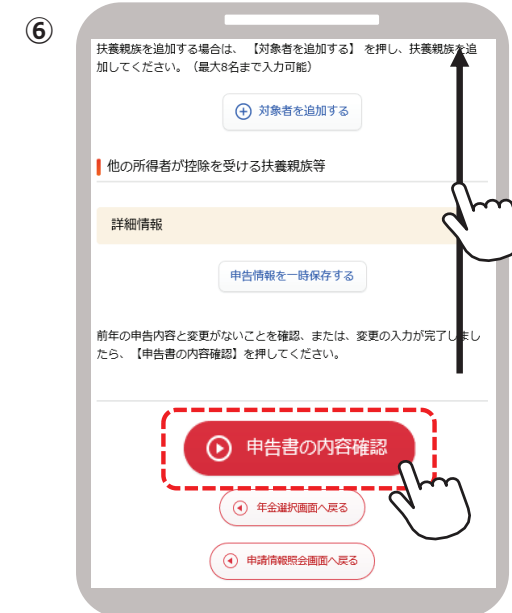 ⑥
扶養親族を追加する場合は、【対象者を追加する】 を押し、扶養親族を追
加してください。（最大8名まで入力可能）
対象者を追加する
他の所得者が控除を受ける扶養親族等
詳細情報
申告情報を一時保存する
前年の申告内容と変更がないことを確認、または、変更の入力が完了しまし
たら、【申告書の内容確認】を押してください。
申告書の内容確認
年金選択画面へ戻る
申請情報照会画面へ戻る